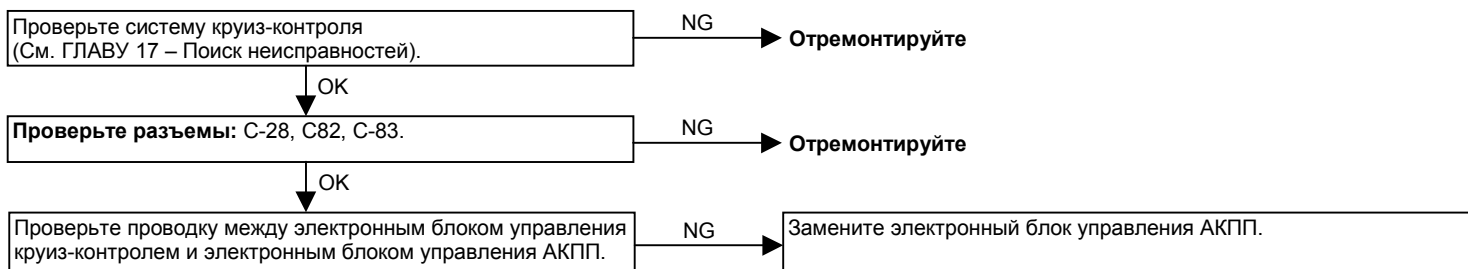 Проверьте систему круиз-контроля
(См. ГЛАВУ 17 – Поиск неисправностей).
NG
Отремонтируйте
OK
Проверьте разъемы: C-28, C82, C-83.
NG
Отремонтируйте
OK
Проверьте проводку между электронным блоком управления
круиз-контролем и электронным блоком управления АКПП.
NG
Замените электронный блок управления АКПП.